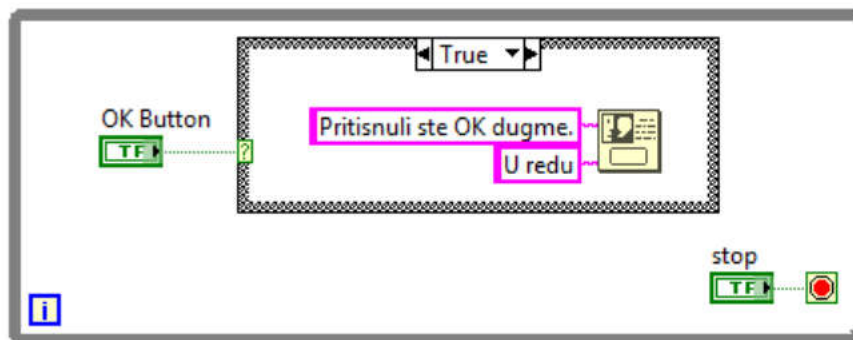 True
OK Button
TF
?
Pritisnuli ste OK dugme.
U redu
stop
TF
i